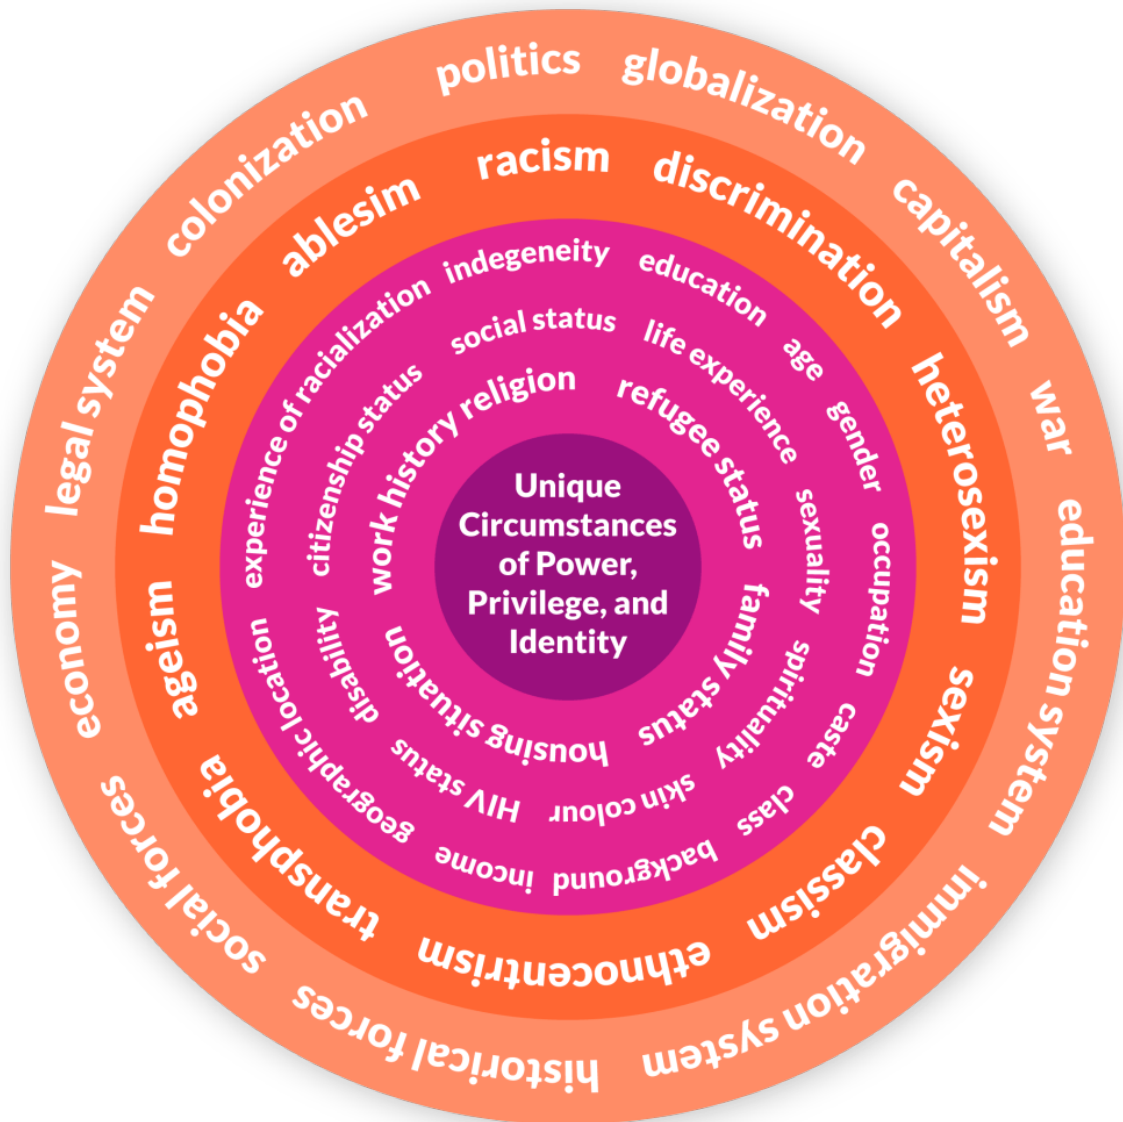 politics
globalization
capitalism
war
education system
immigration system
historical forces
social forces
economy
legal system
colonization
racism
discrimination
heterosexism
sexism
classism
ethnocentrism
transphobia
ageism
homophobia
ablesim
indegeneity
education
age
gender
occupation
caste
class
background
income
geographic location
experience of racialization
social status
life experience
sexuality
spirituality
skin colour
HIV status
disability
citizenship status
religion
refugee status
family status
housing situation
work history
Unique
Circumstances
of Power,
Privilege, and
Identity